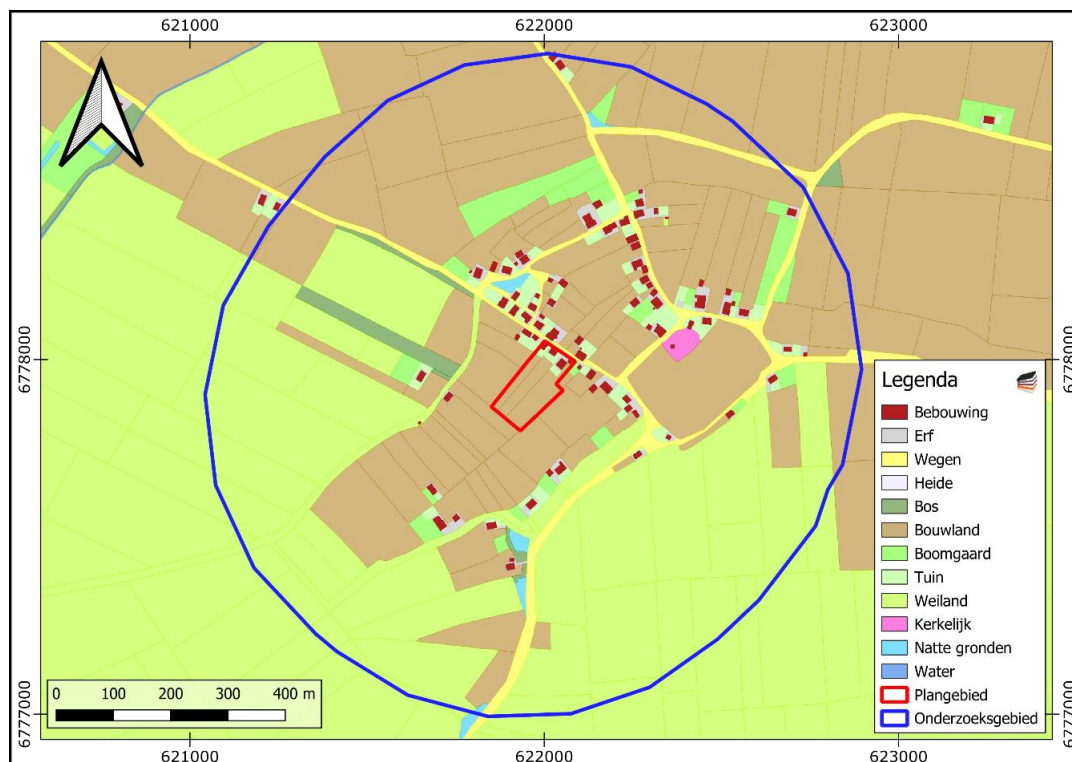 621000 622000 623000
6778000 6778000
Legenda
Bebouwing
Erf
Wegen
Heide
Bos
Bouwland
Boomgaard
Tuin
Weiland
Kerkelijk
Natte gronden
Water
Plangebied
Onderzoeksgebied
0 100 200 300 400 m
6777000 6777000
621000 622000 623000